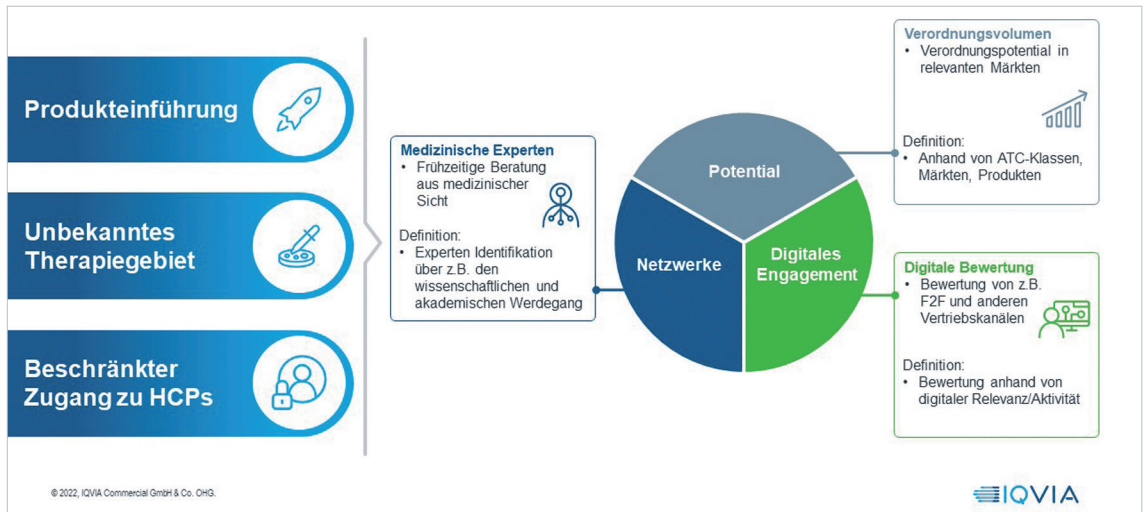 Produkteinführung
Unbekanntes
Therapiegebiet
Beschränkter
Zugang zu HCPs
Medizinische Experten
• Frühzeitige Beratung
aus medizinischer
Sicht
Definition:
• Experten Identifikation
über z.B. den
wissenschaftlichen und
akademischen Werdegang
Potential
Netzwerke
Digitales
Engagement
Verordnungsvolumen
• Verordnungspotential in
relevanten Märkten
Definition:
• Anhand von ATC-Klassen,
Märkten, Produkten
Digitale Bewertung
• Bewertung von z.B.
F2F und anderen
Vertriebskanälen
Definition:
• Bewertung anhand von
digitaler Relevanz/Aktivität
© 2022, IQVIA Commercial GmbH & Co. OHG.
IQVIA